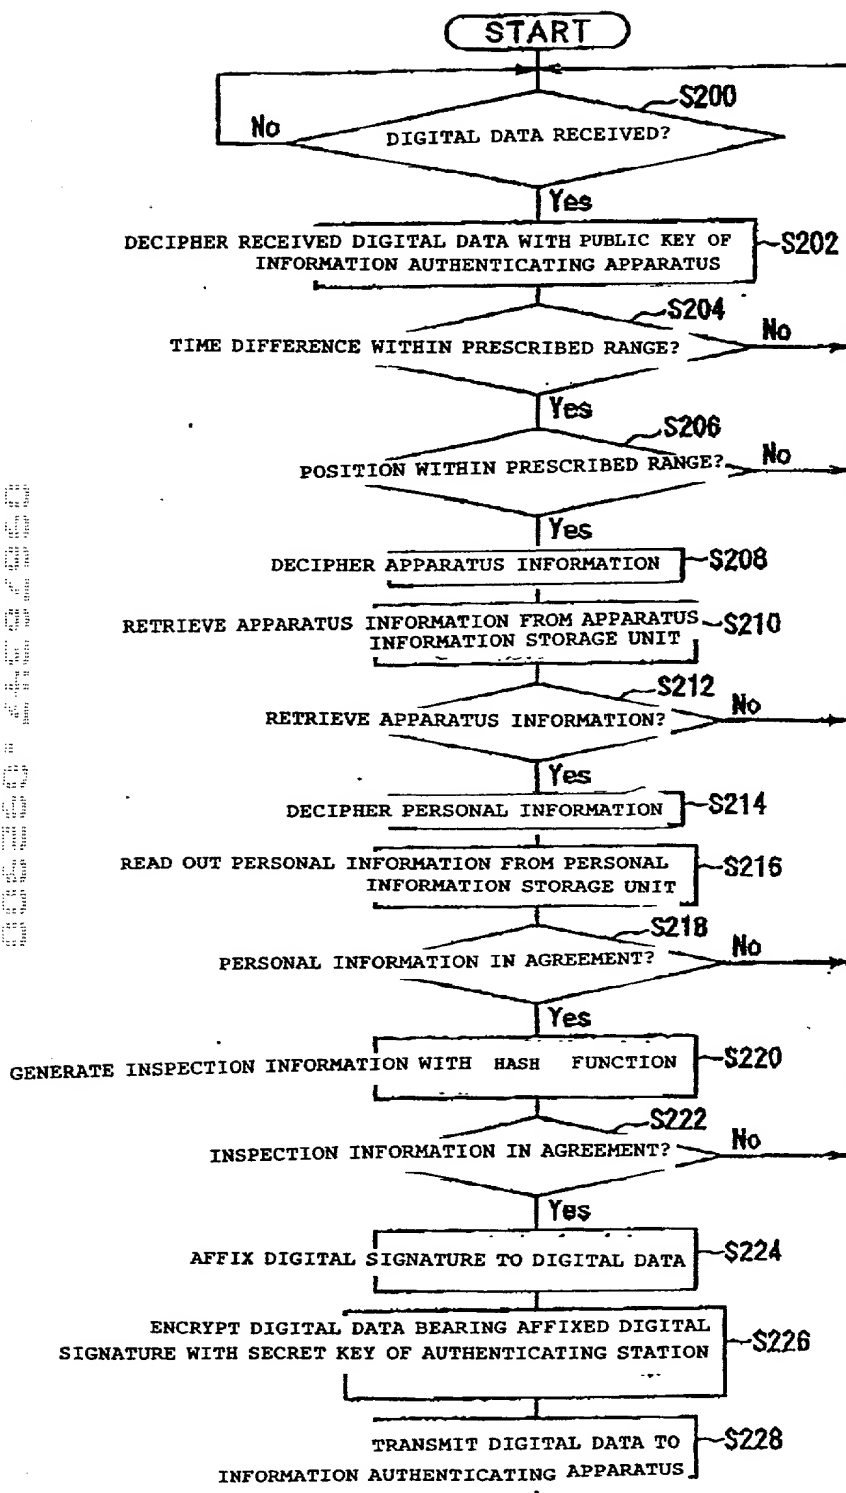 START
S200
No
DIGITAL DATA RECEIVED?
Yes
DECIPHER RECEIVED DIGITAL DATA WITH PUBLIC KEY OF
INFORMATION AUTHENTICATING APPARATUS
S202
S204
No
TIME DIFFERENCE WITHIN PRESCRIBED RANGE?
Yes
S206
No
POSITION WITHIN PRESCRIBED RANGE?
Yes
DECIPHER APPARATUS INFORMATION
S208
RETRIEVE APPARATUS INFORMATION FROM APPARATUS
INFORMATION STORAGE UNIT
S210
S212
No
RETRIEVE APPARATUS INFORMATION?
Yes
DECIPHER PERSONAL INFORMATION
S214
READ OUT PERSONAL INFORMATION FROM PERSONAL
INFORMATION STORAGE UNIT
S216
S218
No
PERSONAL INFORMATION IN AGREEMENT?
Yes
GENERATE INSPECTION INFORMATION WITH HASH FUNCTION
S220
S222
No
INSPECTION INFORMATION IN AGREEMENT?
Yes
AFFIX DIGITAL SIGNATURE TO DIGITAL DATA
S224
ENCRYPT DIGITAL DATA BEARING AFFIXED DIGITAL
SIGNATURE WITH SECRET KEY OF AUTHENTICATING STATION
S226
TRANSMIT DIGITAL DATA TO
INFORMATION AUTHENTICATING APPARATUS
S228